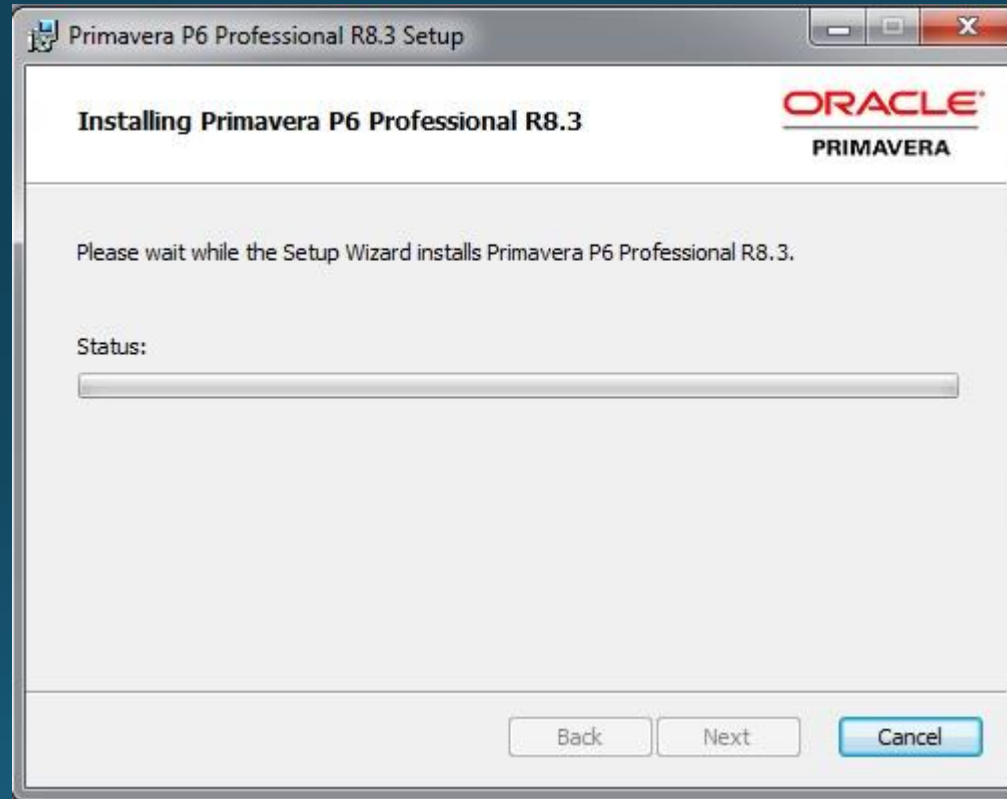 Primavera P6 Professional R8.3 Setup
Installing Primavera P6 Professional R8.3
ORACLE
PRIMAVERA
Please wait while the Setup Wizard installs Primavera P6 Professional R8.3.
Status:
Back Next Cancel